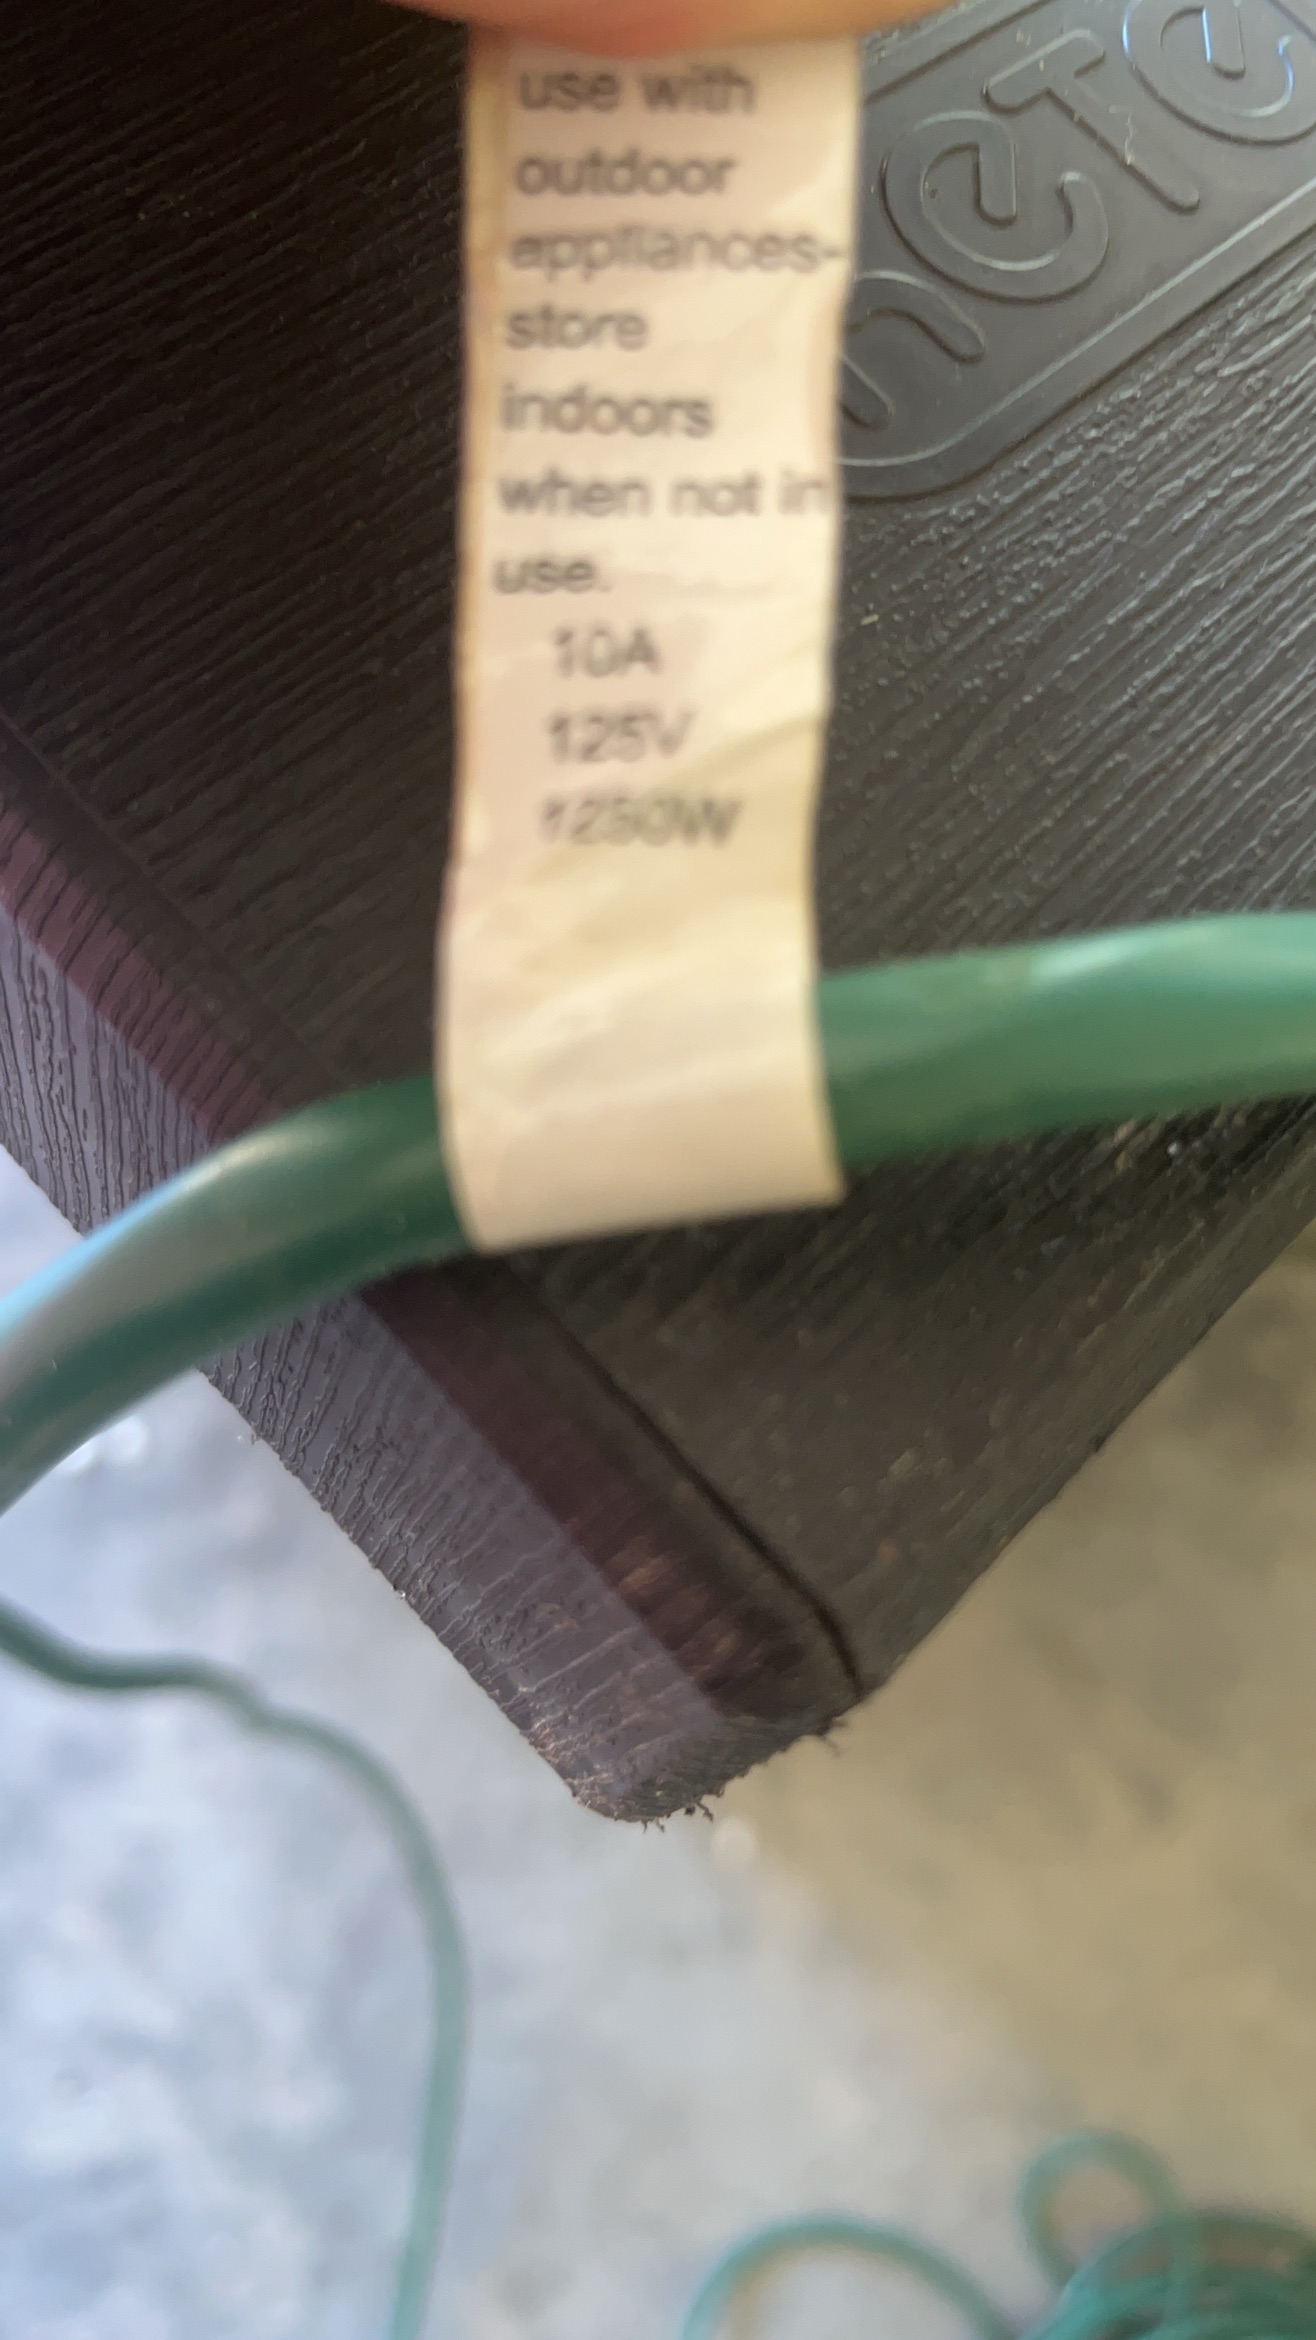 use with
outdoor
appliances-
store
indoors
when not in
use.
10A
125V
1250W